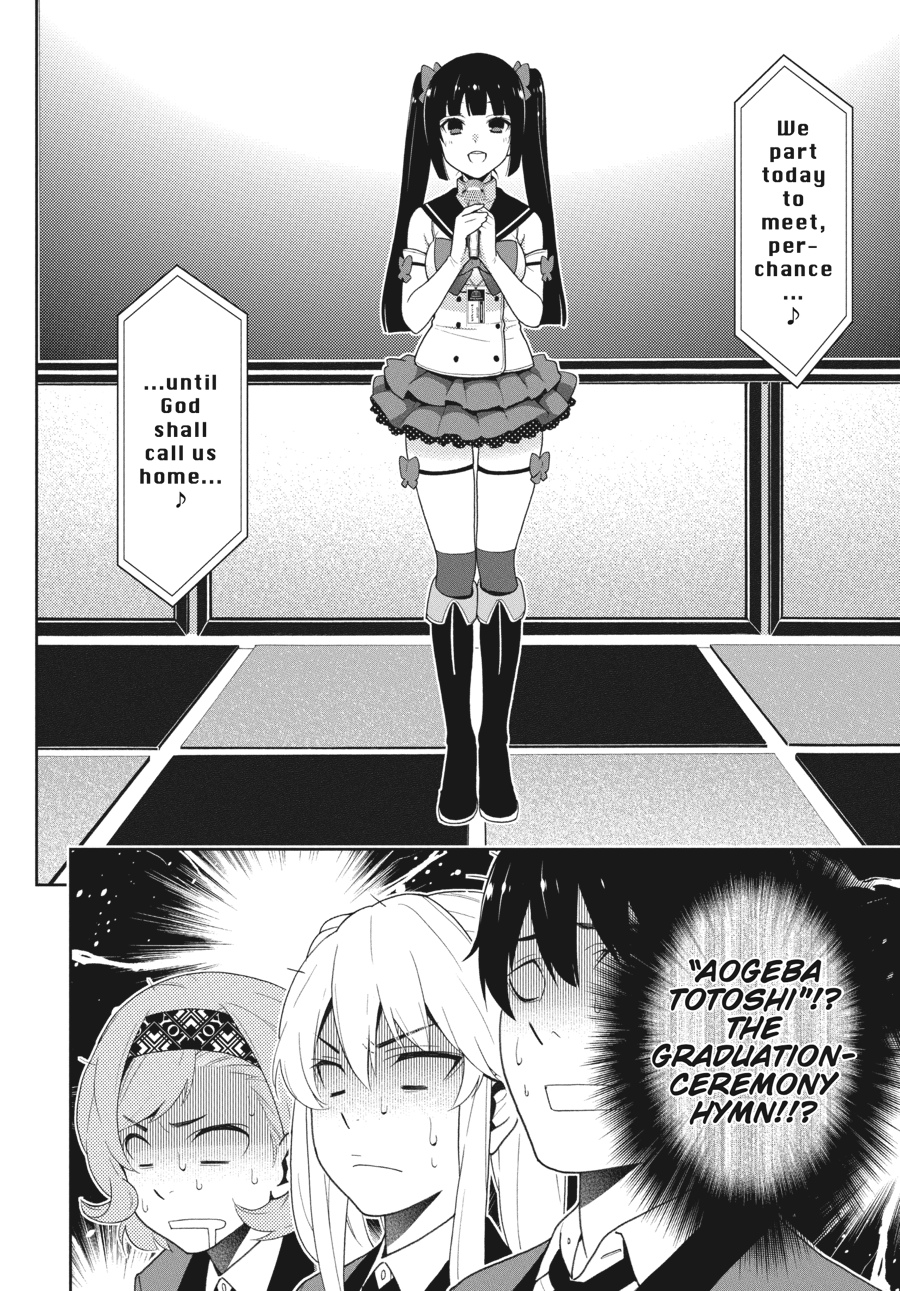 We
part
today
to
meet,
per-
chance
...
♪
...until
God
shall
call us
home...
♪
"AOGEBA
TOTOSHI"!?
THE
GRADUATION-
CEREMONY
HYMN!!?